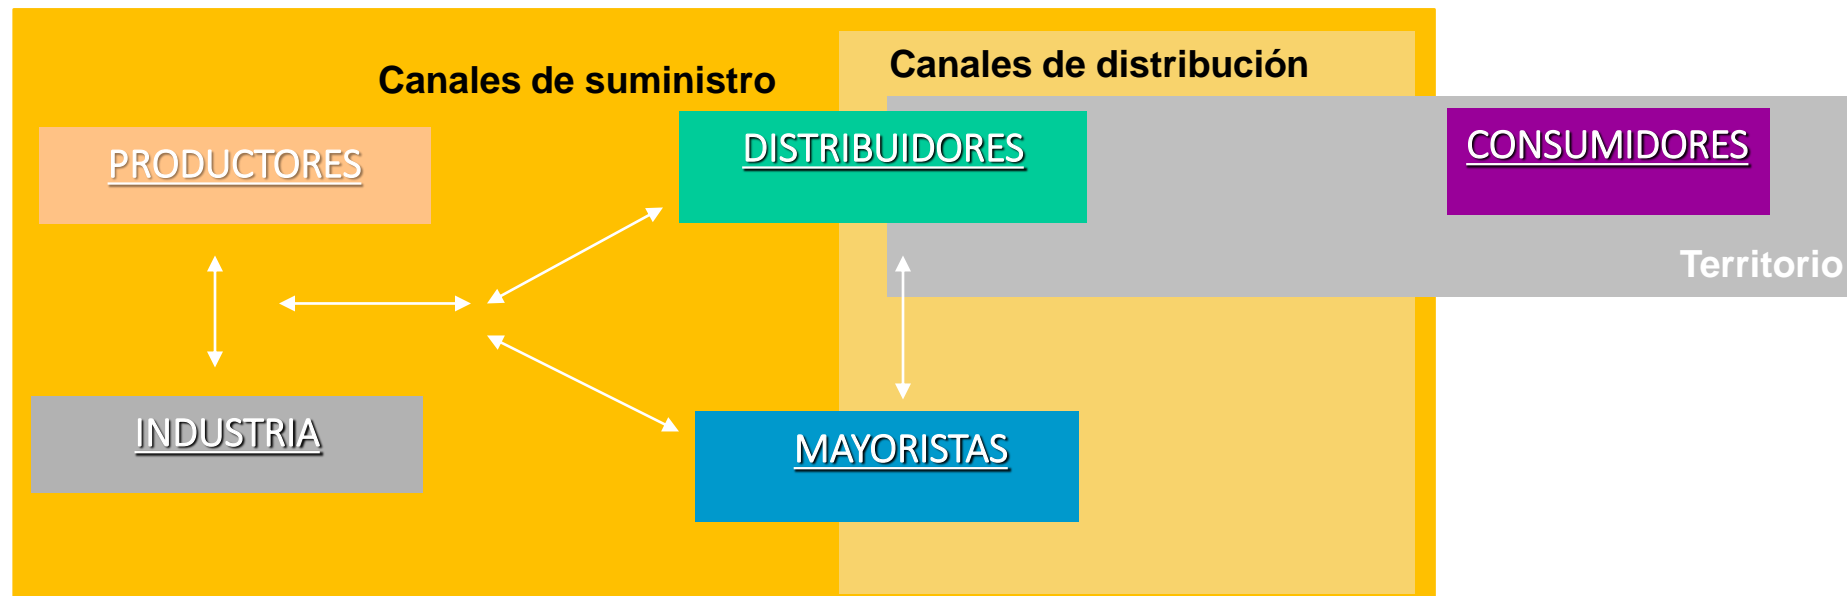 Canales de suministro
Canales de distribución
PRODUCTORES
DISTRIBUIDORES
CONSUMIDORES
Territorio
INDUSTRIA
MAYORISTAS